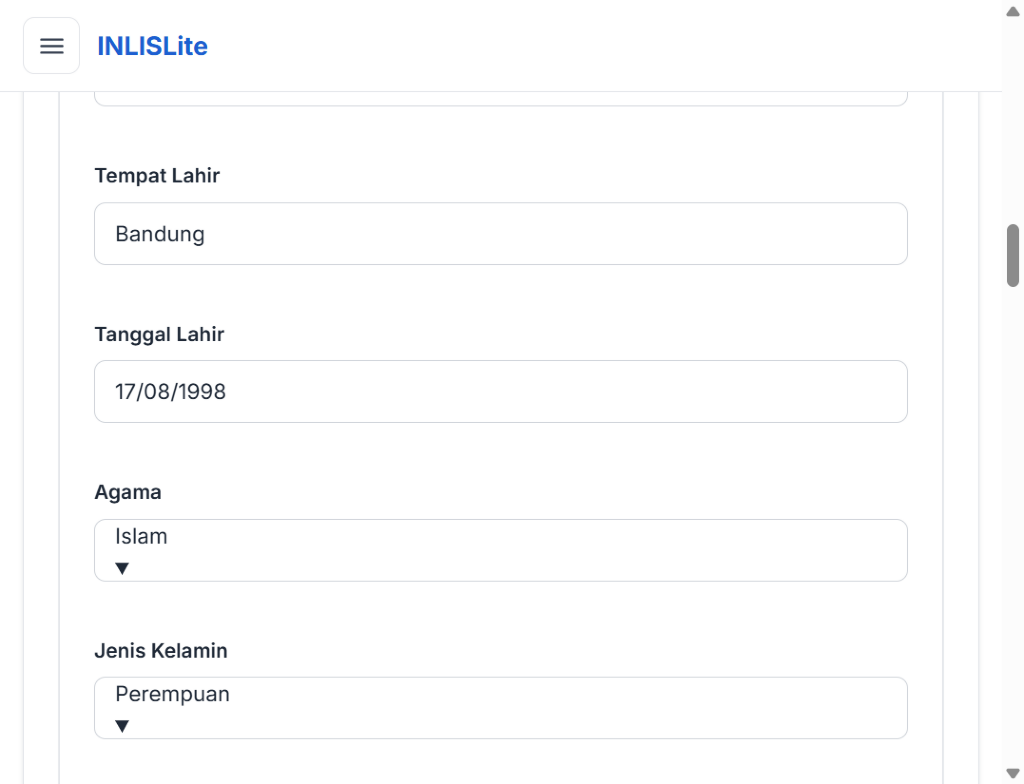 INLISLite
Tempat Lahir
Bandung
Tanggal Lahir
17/08/1998
Agama
Islam
▼
Jenis Kelamin
Perempuan
▼